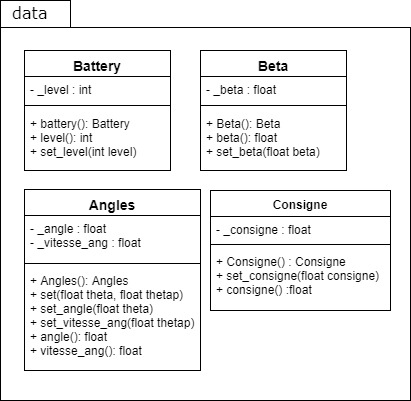 data
Battery
- _level : int
+ battery(): Battery
+ level(): int
+ set_level(int level)
Beta
- _beta : float
+ Beta(): Beta
+ beta(): float
+ set_beta(float beta)
Angles
- _angle : float
- _vitesse_ang : float
+ Angles(): Angles
+ set(float theta, float thetap)
+ set_angle(float theta)
+ set_vitesse_ang(float thetap)
+ angle(): float
+ vitesse_ang(): float
Consigne
- _consigne : float
+ Consigne() : Consigne
+ set_consigne(float consigne)
+ consigne() :float